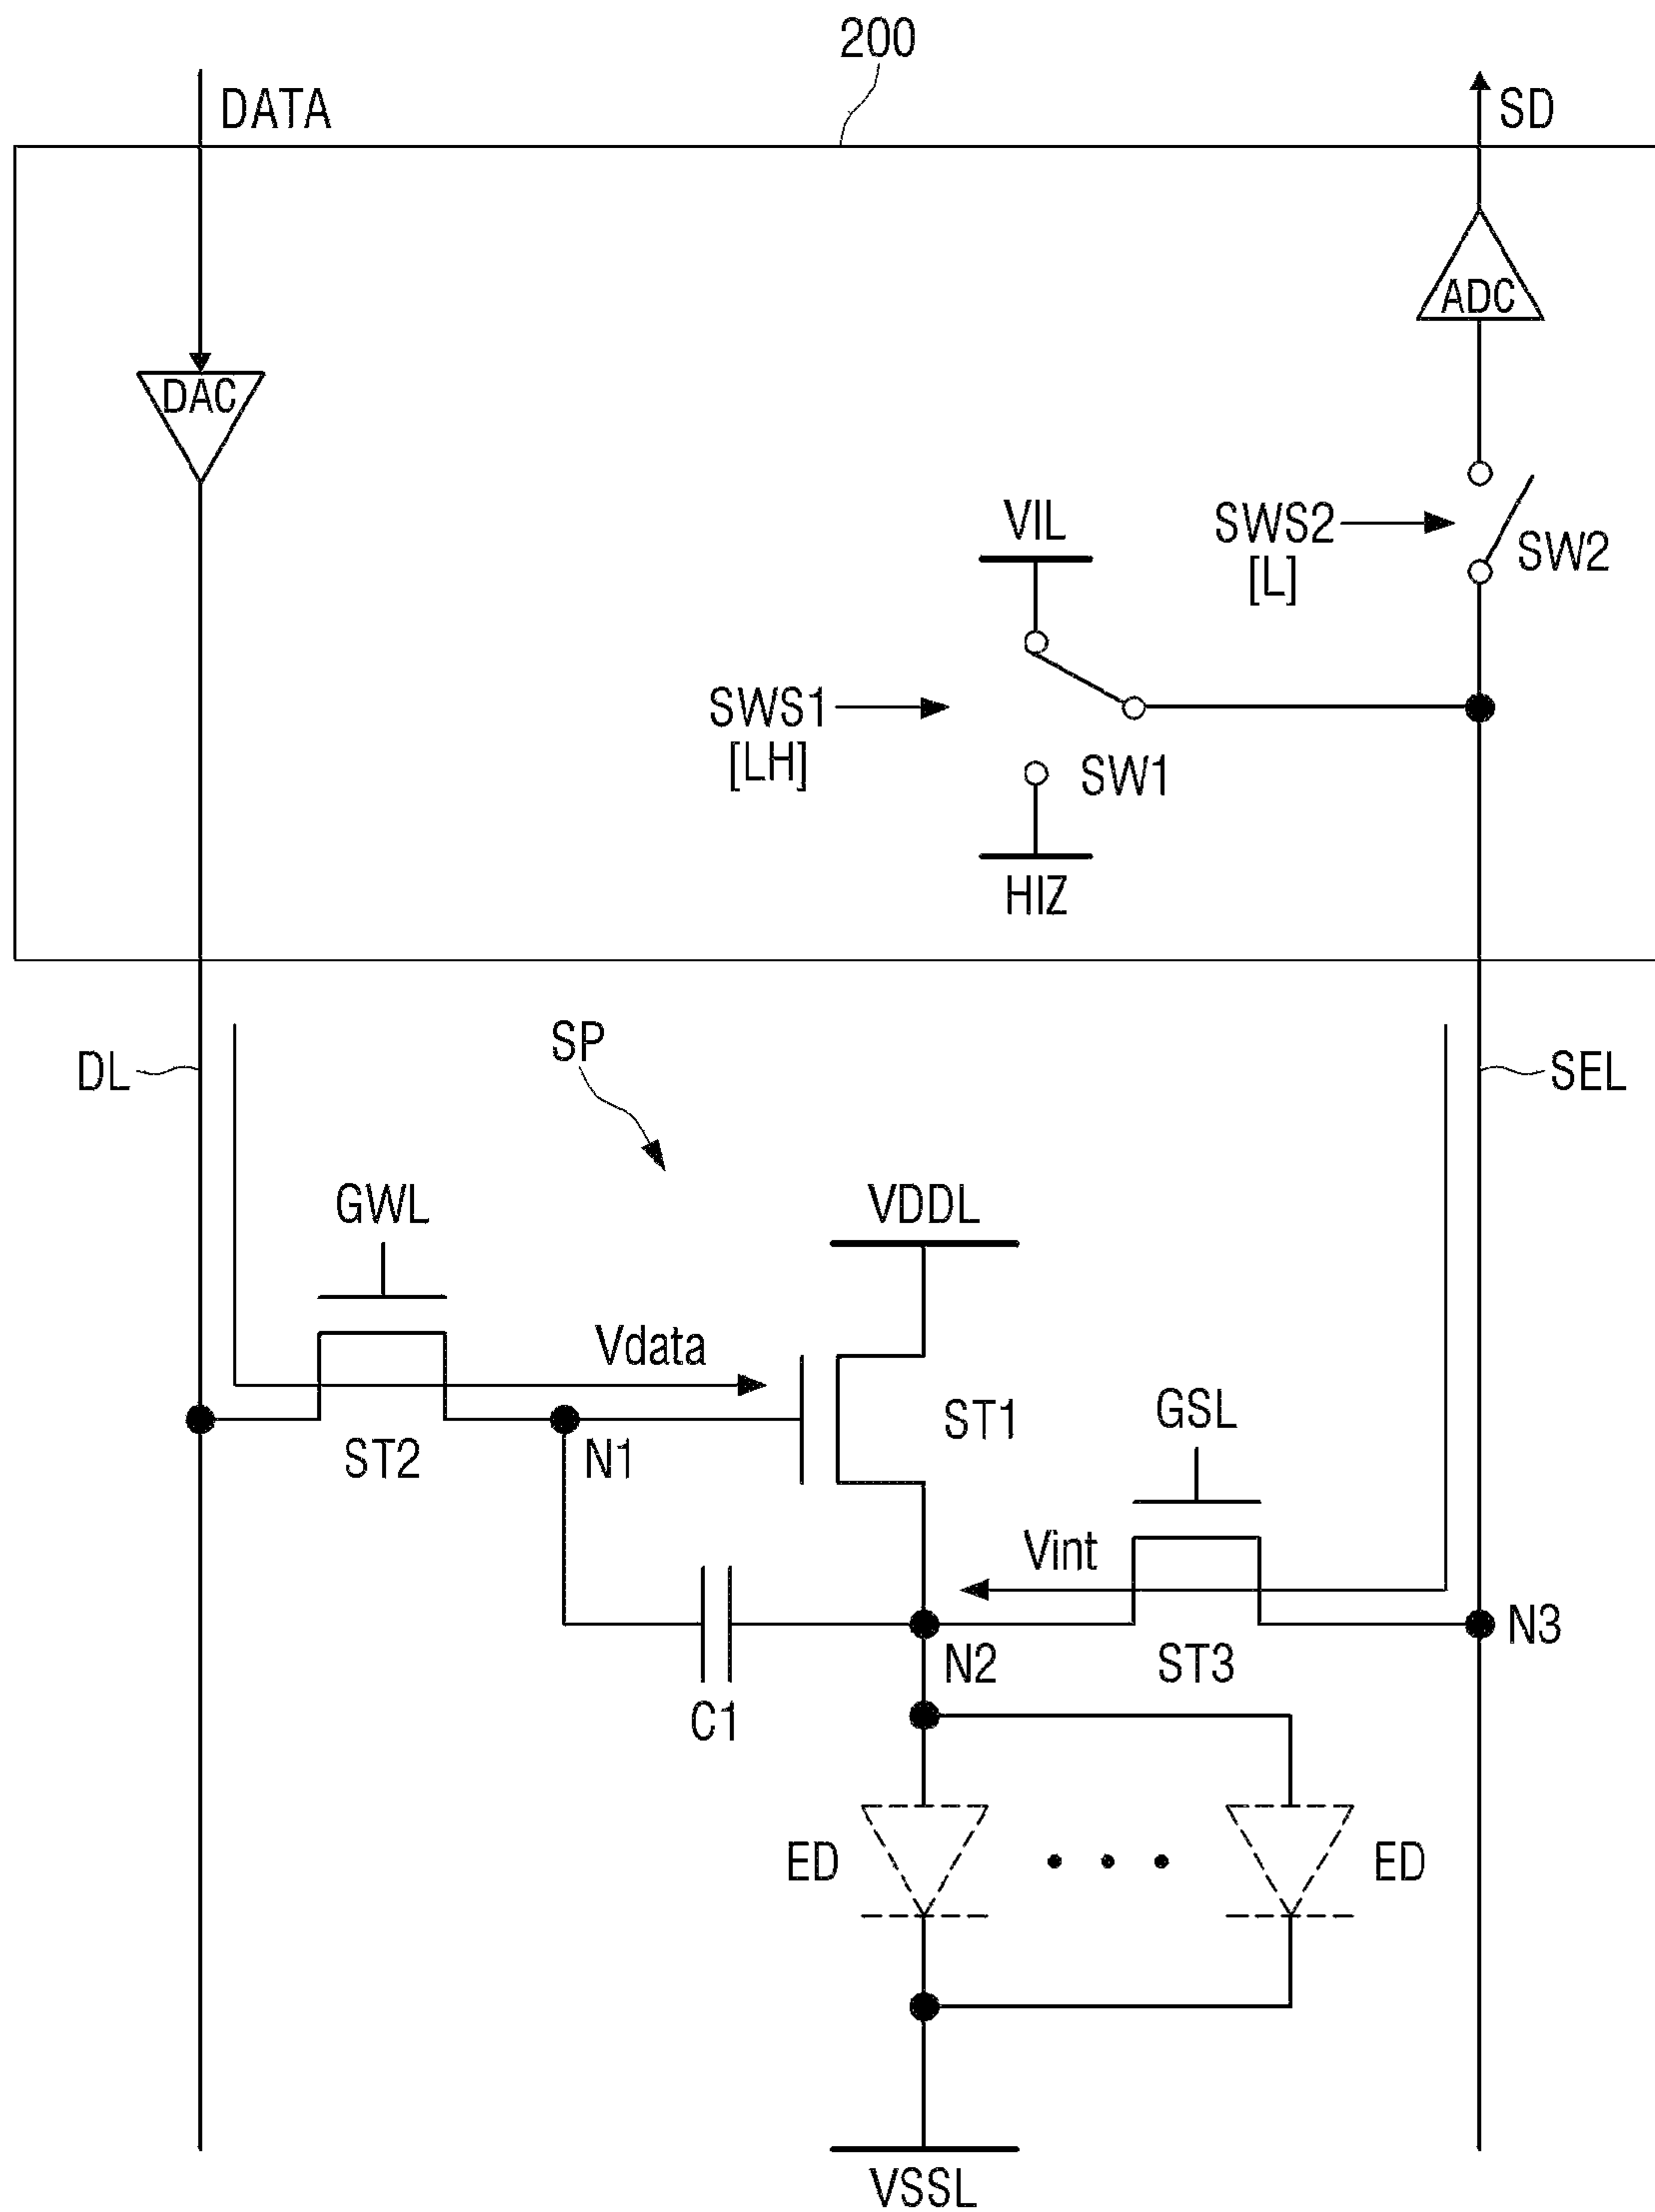 200
DATA
SD
ADC
DAC
VIL
SWS2
[L]
SW2
SWS1
[LH]
SW1
HIZ
DL
SP
SEL
GWL
VDDL
Vdata
ST1
GSL
ST2
N1
Vint
N3
N2
ST3
C1
ED
ED
VSSL